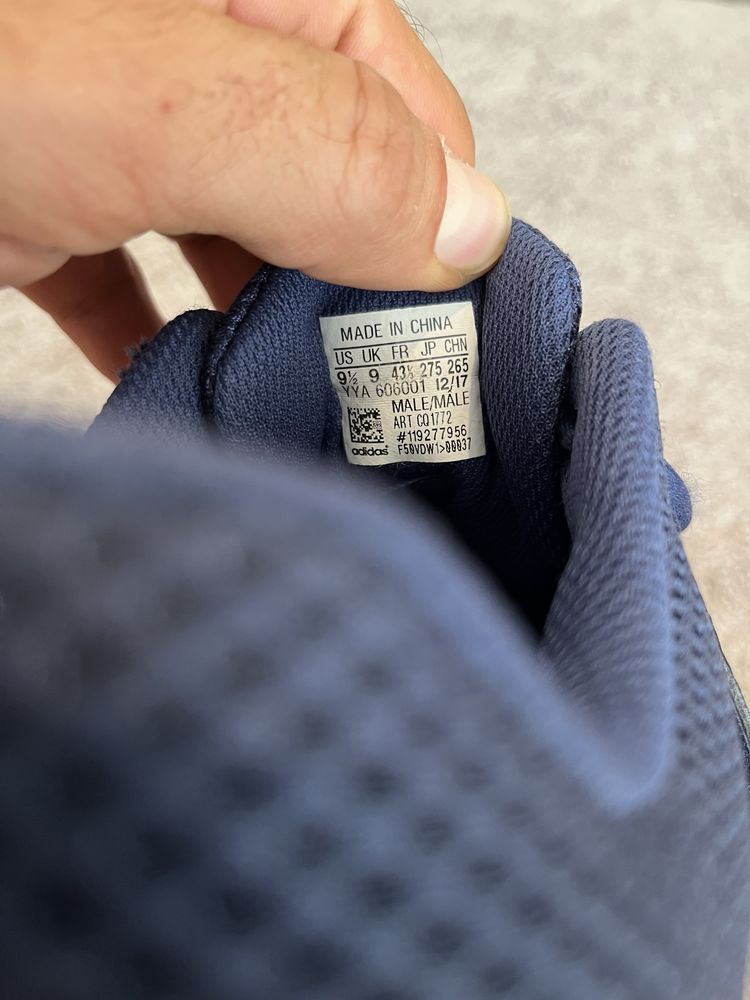 MADE IN CHINA
US UK FR JP CHN
9½ 9 43⅓ 275 265
YYA 606001 12/17
MALE/MALE
ART CQ1772
#119277956
adidas F50VDW1>00037